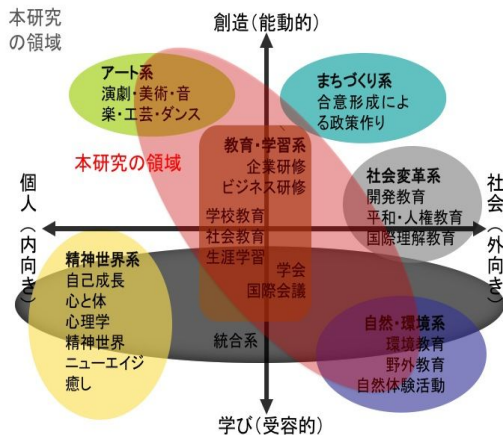 本研究
の領域
創造(能動的)
アート系
演劇・美術・音
楽・工芸・ダンス
まちづくり系
合意形成によ
る政策作り
本研究の領域
教育・学習系
企業研修
ビジネス研修
学校教育
社会教育
生涯学習
学会
国際会議
社会変革系
開発教育
平和・人権教育
国際理解教育
個人(内向き)
社会(外向き)
精神世界系
自己成長
心と体
心理学
精神世界
ニューエイジ
癒し
統合系
自然・環境系
環境教育
野外教育
自然体験活動
学び(受容的)